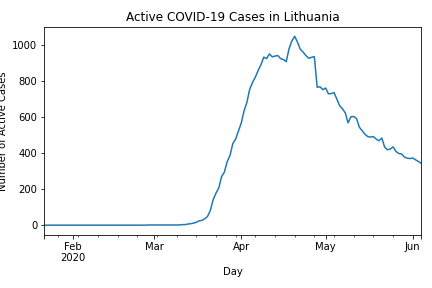 Active COVID-19 Cases in Lithuania
Number of Active Cases
1000
800
600
400
200
0
Feb Mar Apr May Jun
2020
Day